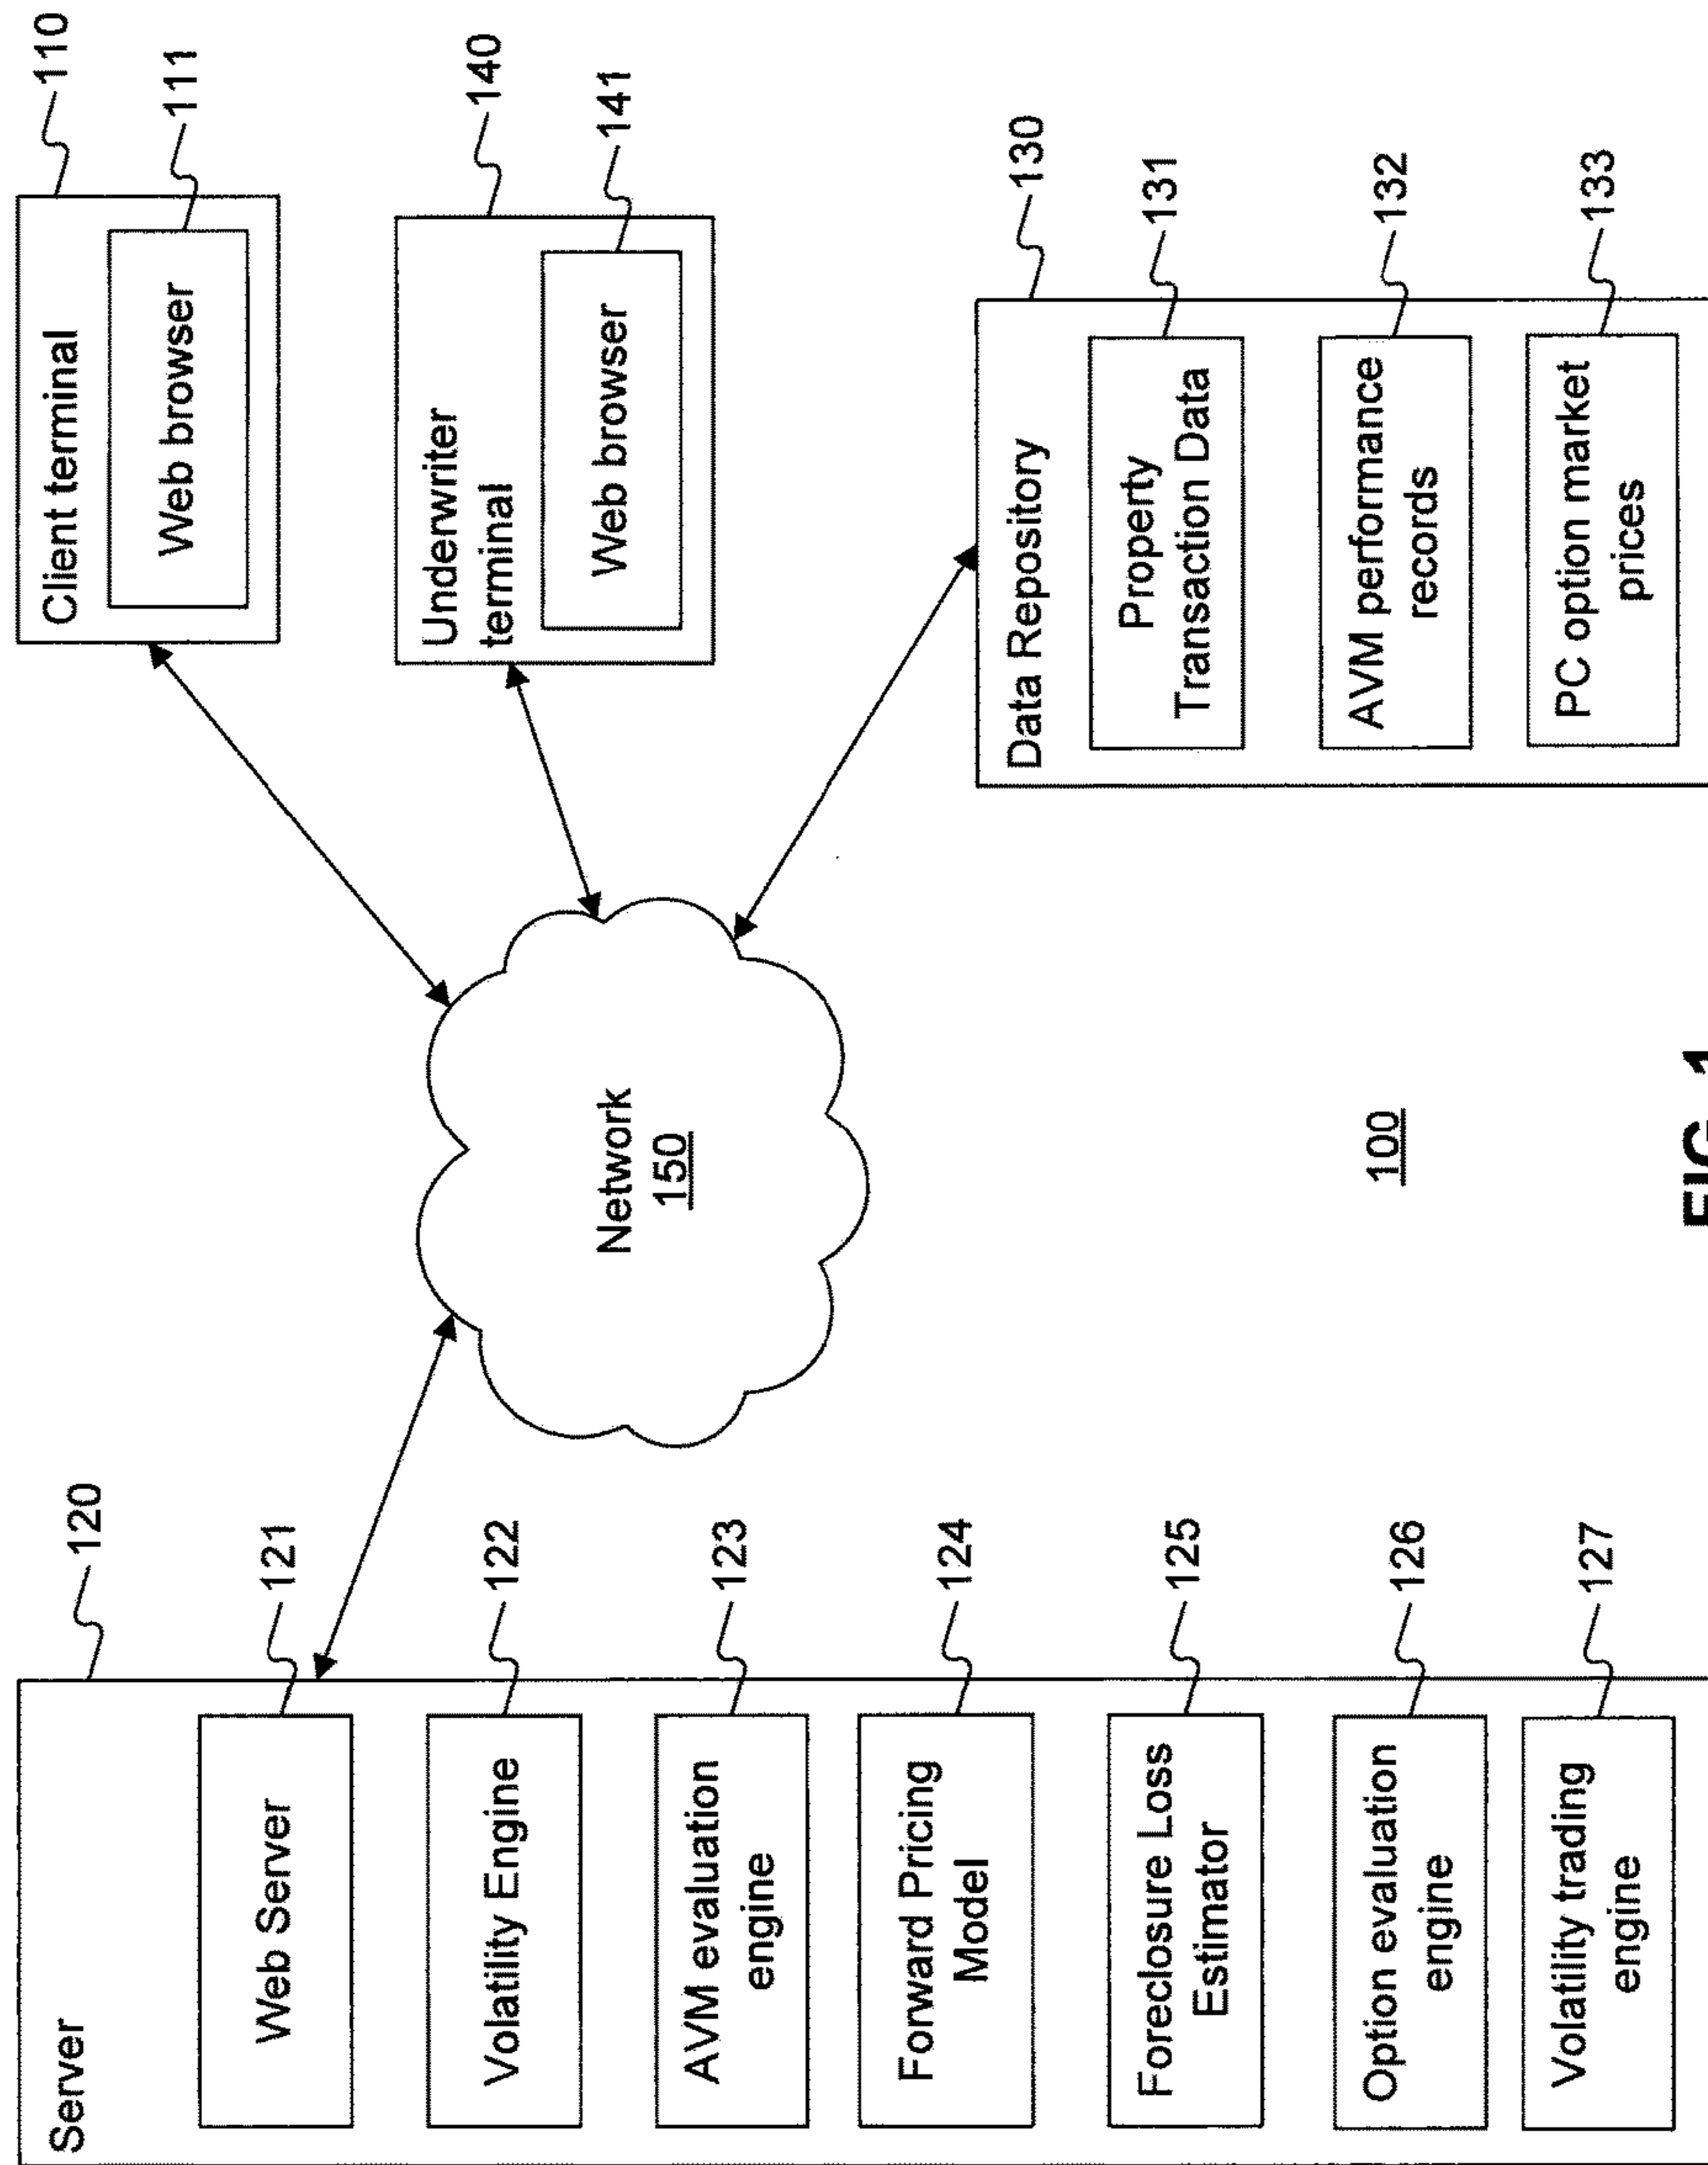 Server
120
Web Server
121
Volatility Engine
122
AVM evaluation
engine
123
Forward Pricing
Model
124
Foreclosure Loss
Estimator
125
Option evaluation
engine
126
Volatility trading
engine
127
Network
150
Client terminal
110
Web browser
111
Underwriter
terminal
140
Web browser
141
Data Repository
130
Property
Transaction Data
131
AVM performance
records
132
PC option market
prices
133
100
FIG. 1